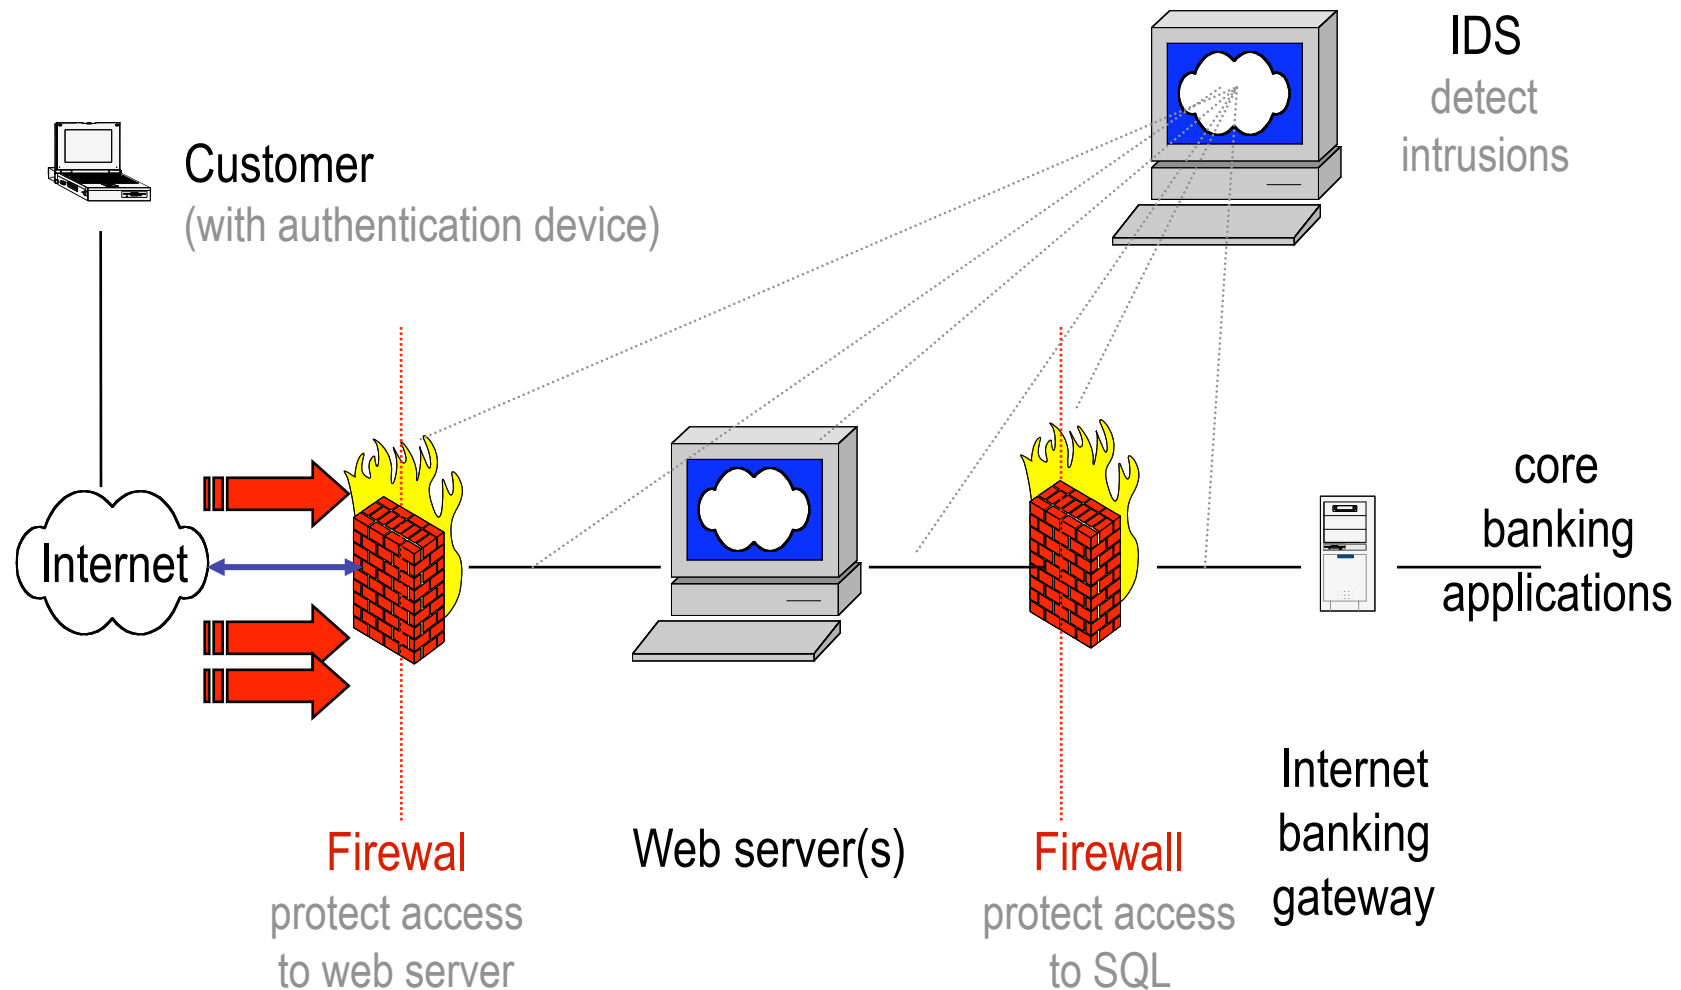 IDS
detect
intrusions
Customer
(with authentication device)
Internet
core
banking
applications
Firewal
protect access
to web server
Web server(s)
Firewall
protect access
to SQL
Internet
banking
gateway